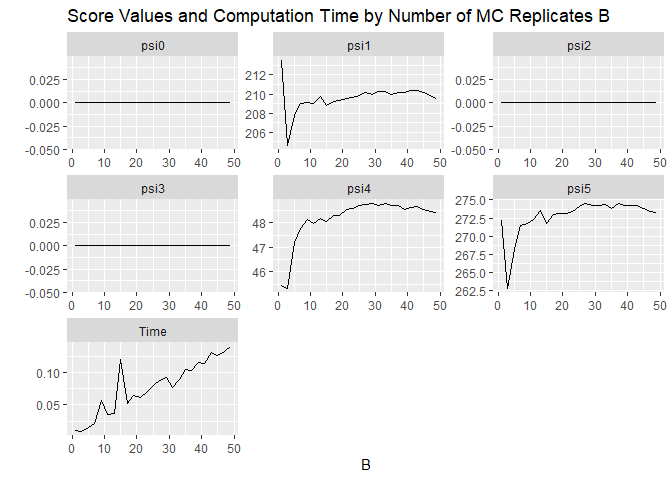 Score Values and Computation Time by Number of MC Replicates B
psi0 psi1 psi2
0.025 212 0.025
0.000 210 0.000
-0.025 208 -0.025
-0.050 206 -0.050
0 10 20 30 40 50 0 10 20 30 40 50 0 10 20 30 40 50
psi3 psi4 psi5
0.025 48 275.0
0.000 47 272.5
-0.025 46 270.0
-0.050 267.5
265.0
262.5
0 10 20 30 40 50 0 10 20 30 40 50 0 10 20 30 40 50
Time
0.10
0.05
0 10 20 30 40 50
B